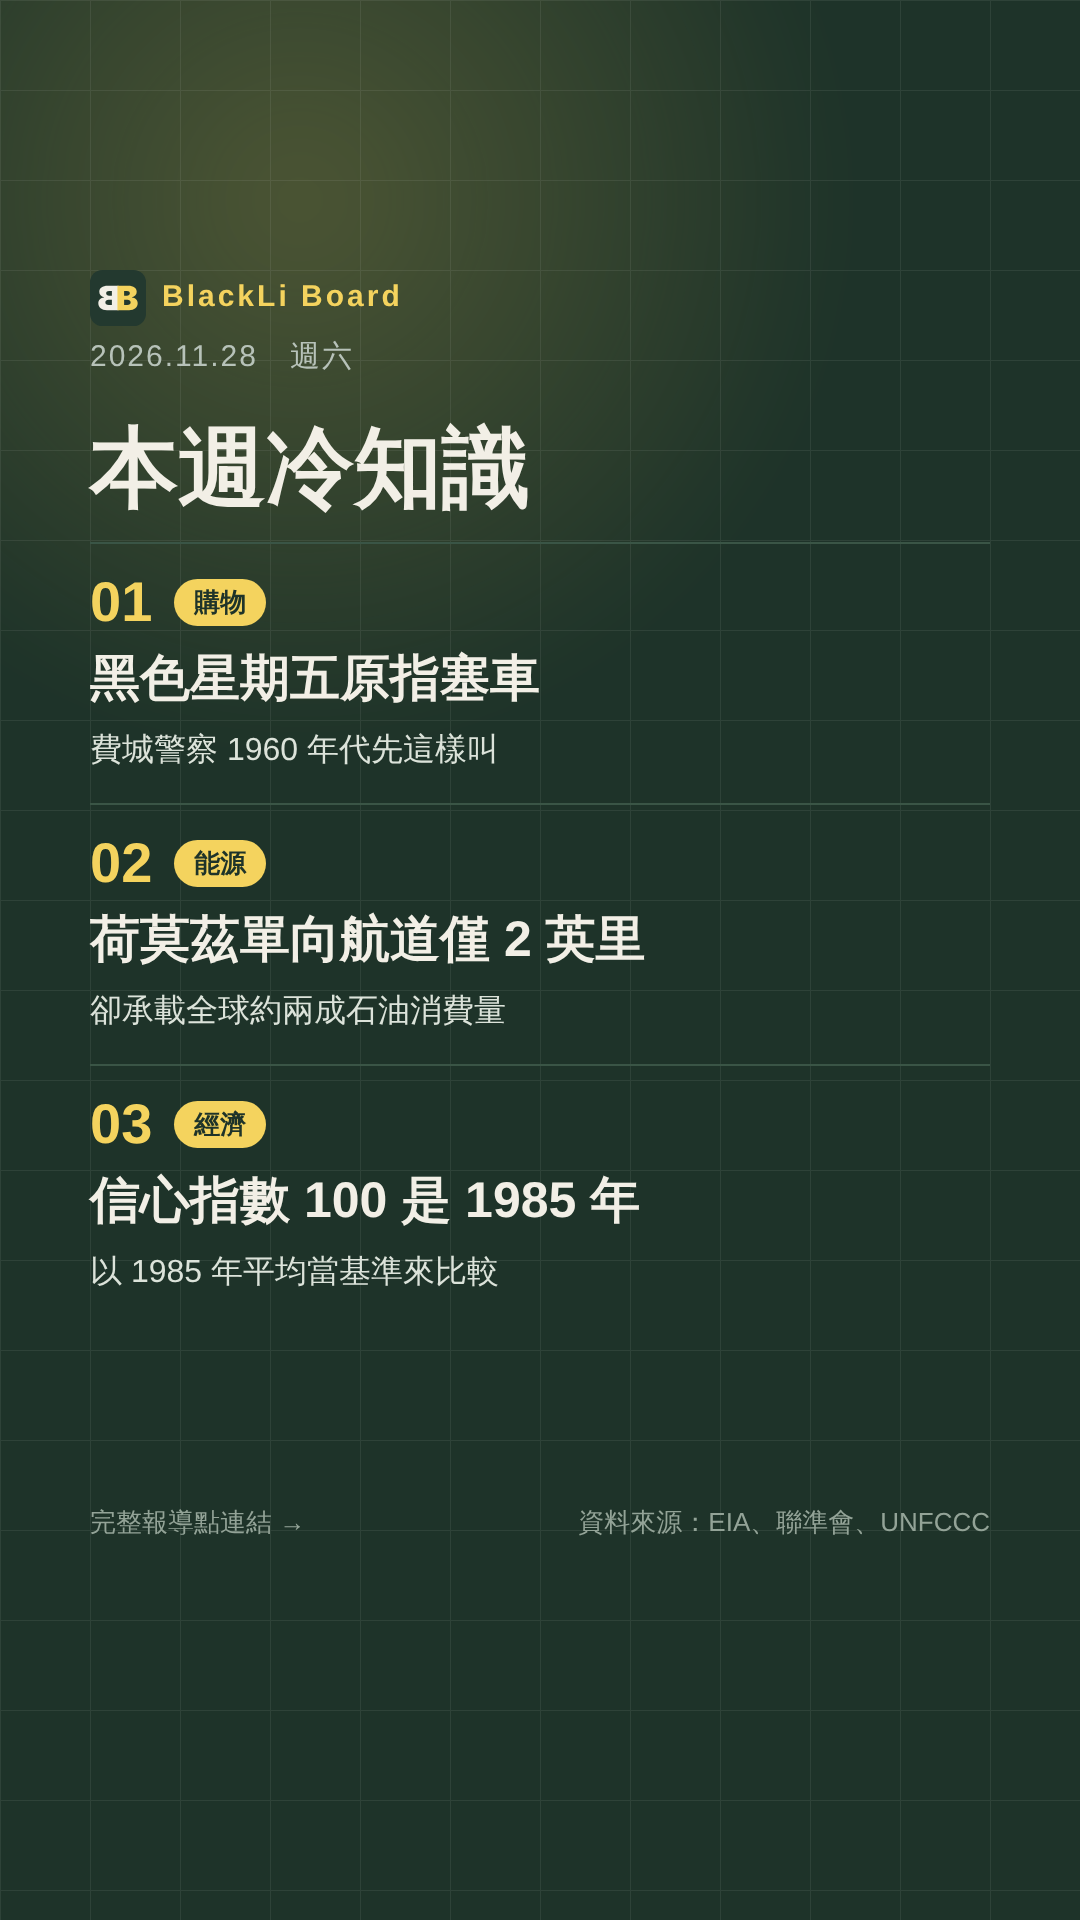 BB BlackLi Board
2026.11.28 週六
本週冷知識
01 購物
黑色星期五原指塞車
費城警察 1960 年代先這樣叫
02 能源
荷莫茲單向航道僅 2 英里
卻承載全球約兩成石油消費量
03 經濟
信心指數 100 是 1985 年
以 1985 年平均當基準來比較
完整報導點連結 → 資料來源：EIA、聯準會、UNFCCC